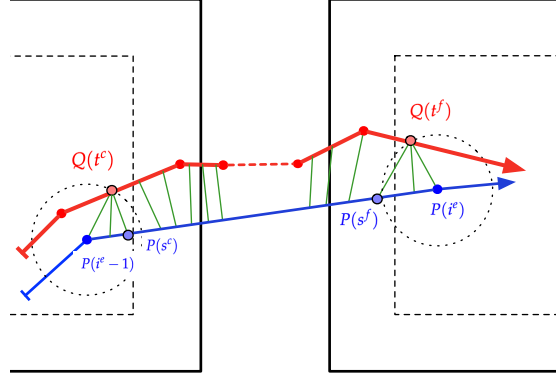 Q(t^c)
Q(t^f)
P(i^e − 1)
P(s^c)
P(s^f)
P(i^e)